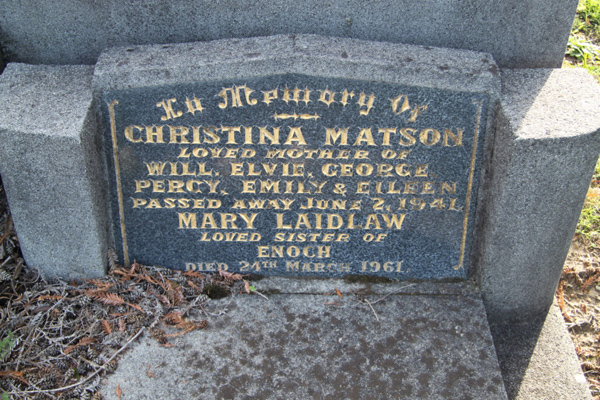 In Memory Of
CHRISTINA MATSON
LOVED MOTHER OF
WILL, ELVIE, GEORGE
PERCY, EMILY & EILEEN
PASSED AWAY JUNE 2, 1941
MARY LAIDLAW
LOVED SISTER OF
ENOCH
DIED 24TH MARCH 1961